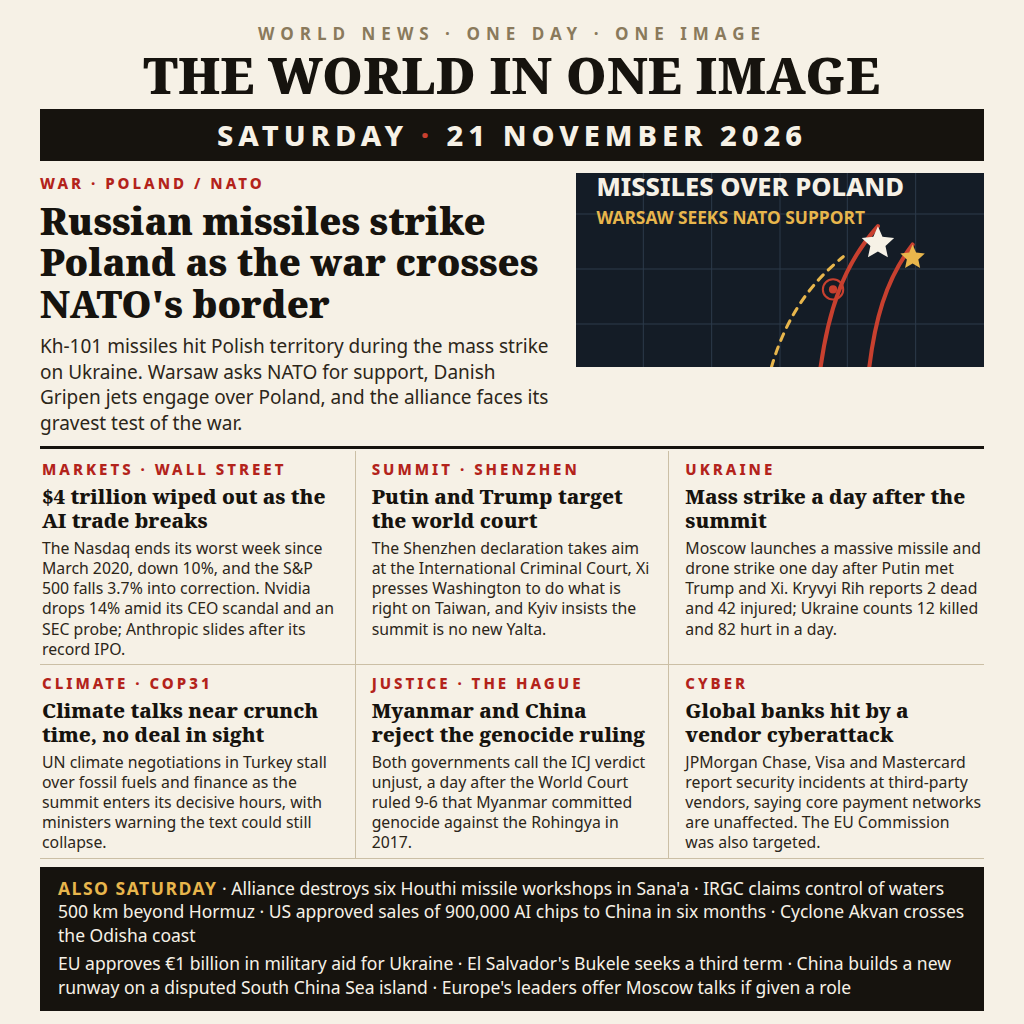 WORLD NEWS · ONE DAY · ONE IMAGE
THE WORLD IN ONE IMAGE
SATURDAY · 21 NOVEMBER 2026
WAR · POLAND / NATO
Russian missiles strike
Poland as the war crosses
NATO's border
Kh-101 missiles hit Polish territory during the mass strike
on Ukraine. Warsaw asks NATO for support, Danish
Gripen jets engage over Poland, and the alliance faces its
gravest test of the war.
MISSILES OVER POLAND
WARSAW SEEKS NATO SUPPORT
MARKETS · WALL STREET
$4 trillion wiped out as the
AI trade breaks
The Nasdaq ends its worst week since
March 2020, down 10%, and the S&P
500 falls 3.7% into correction. Nvidia
drops 14% amid its CEO scandal and an
SEC probe; Anthropic slides after its
record IPO.
SUMMIT · SHENZHEN
Putin and Trump target
the world court
The Shenzhen declaration takes aim
at the International Criminal Court, Xi
presses Washington to do what is
right on Taiwan, and Kyiv insists the
summit is no new Yalta.
UKRAINE
Mass strike a day after the
summit
Moscow launches a massive missile and
drone strike one day after Putin met
Trump and Xi. Kryvyi Rih reports 2 dead
and 42 injured; Ukraine counts 12 killed
and 82 hurt in a day.
CLIMATE · COP31
Climate talks near crunch
time, no deal in sight
UN climate negotiations in Turkey stall
over fossil fuels and finance as the
summit enters its decisive hours, with
ministers warning the text could still
collapse.
JUSTICE · THE HAGUE
Myanmar and China
reject the genocide ruling
Both governments call the ICJ verdict
unjust, a day after the World Court
ruled 9-6 that Myanmar committed
genocide against the Rohingya in
2017.
CYBER
Global banks hit by a
vendor cyberattack
JPMorgan Chase, Visa and Mastercard
report security incidents at third-party
vendors, saying core payment networks
are unaffected. The EU Commission
was also targeted.
ALSO SATURDAY · Alliance destroys six Houthi missile workshops in Sana'a · IRGC claims control of waters
500 km beyond Hormuz · US approved sales of 900,000 AI chips to China in six months · Cyclone Akvan crosses
the Odisha coast
EU approves €1 billion in military aid for Ukraine · El Salvador's Bukele seeks a third term · China builds a new
runway on a disputed South China Sea island · Europe's leaders offer Moscow talks if given a role